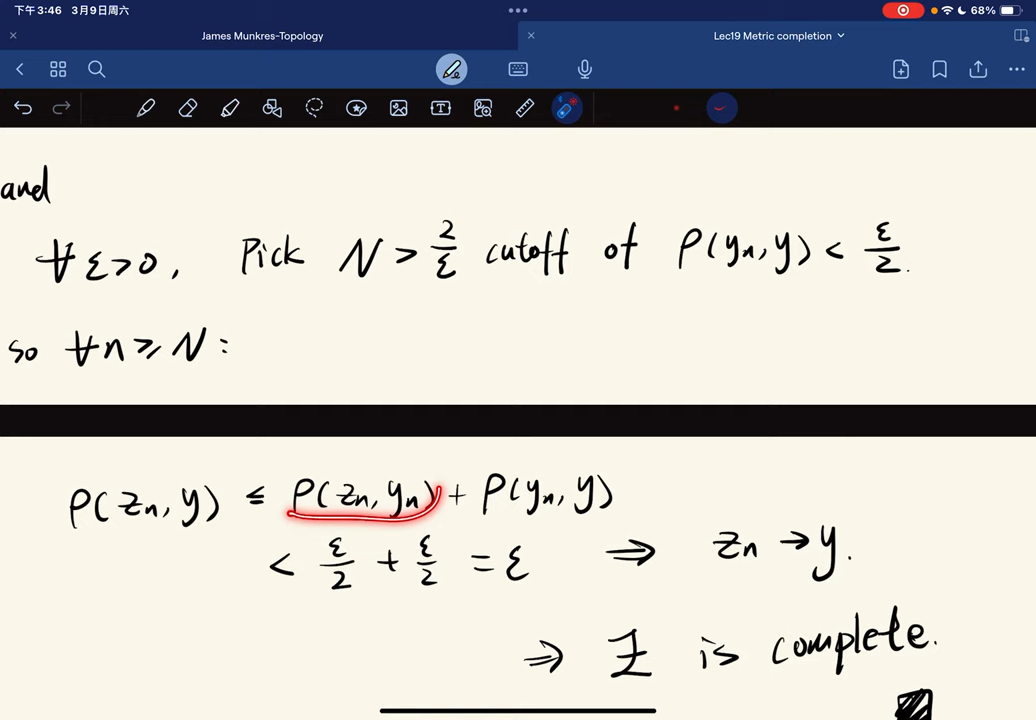 下午3:46 3月9日周六
68%
James Munkres-Topology
Lec19 Metric completion
and
∀ε>0, Pick N > 2/ε cutoff of ρ(yₙ,y) < ε/2.
so ∀n ≥ N:
ρ(zₙ,y) ≤ ρ(zₙ,yₙ) + ρ(yₙ,y)
< ε/2 + ε/2 = ε ⇒ zₙ → y.
⇒ Z is complete.